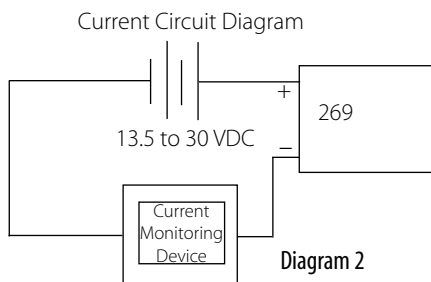 Current Circuit Diagram
+
269
13.5 to 30 VDC
−
Current
Monitoring
Device
Diagram 2